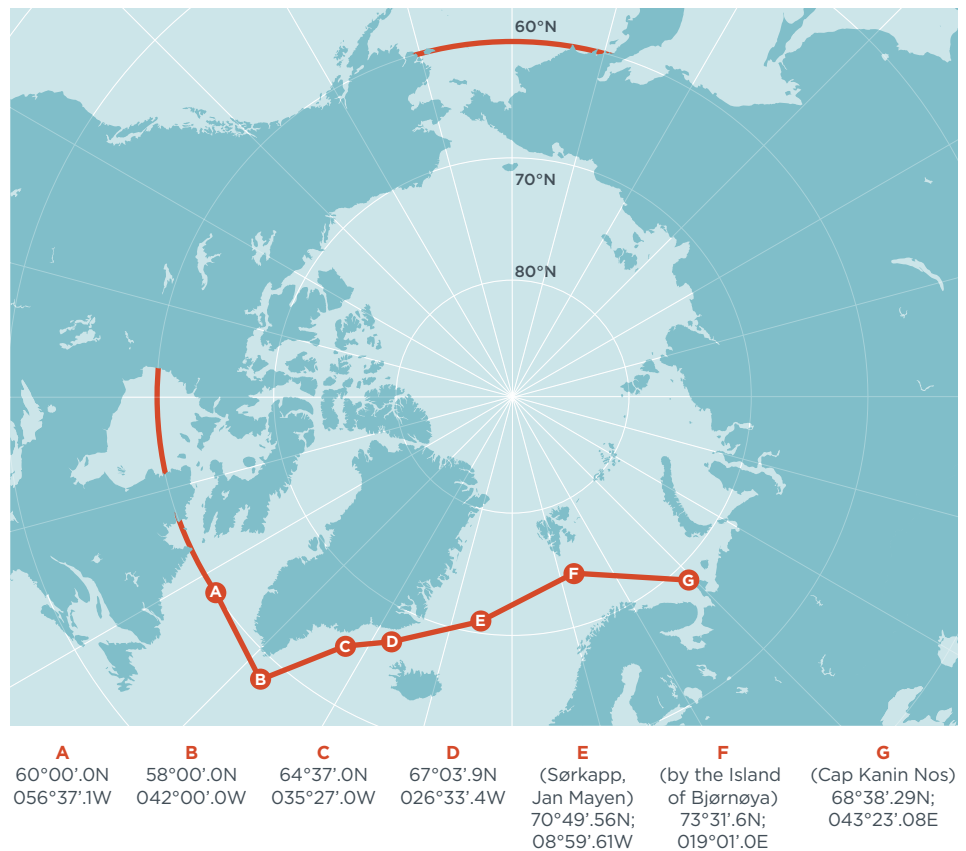 60°N
70°N
80°N
A
B
C
D
E
F
G
A
60°00’.0N
056°37’.1W
B
58°00’.0N
042°00’.0W
C
64°37’.0N
035°27’.0W
D
67°03’.9N
026°33’.4W
E
(Sørkapp,
Jan Mayen)
70°49’.56N;
08°59’.61W
F
(by the Island
of Bjørnøya)
73°31’.6N;
019°01’.0E
G
(Cap Kanin Nos)
68°38’.29N;
043°23’.08E